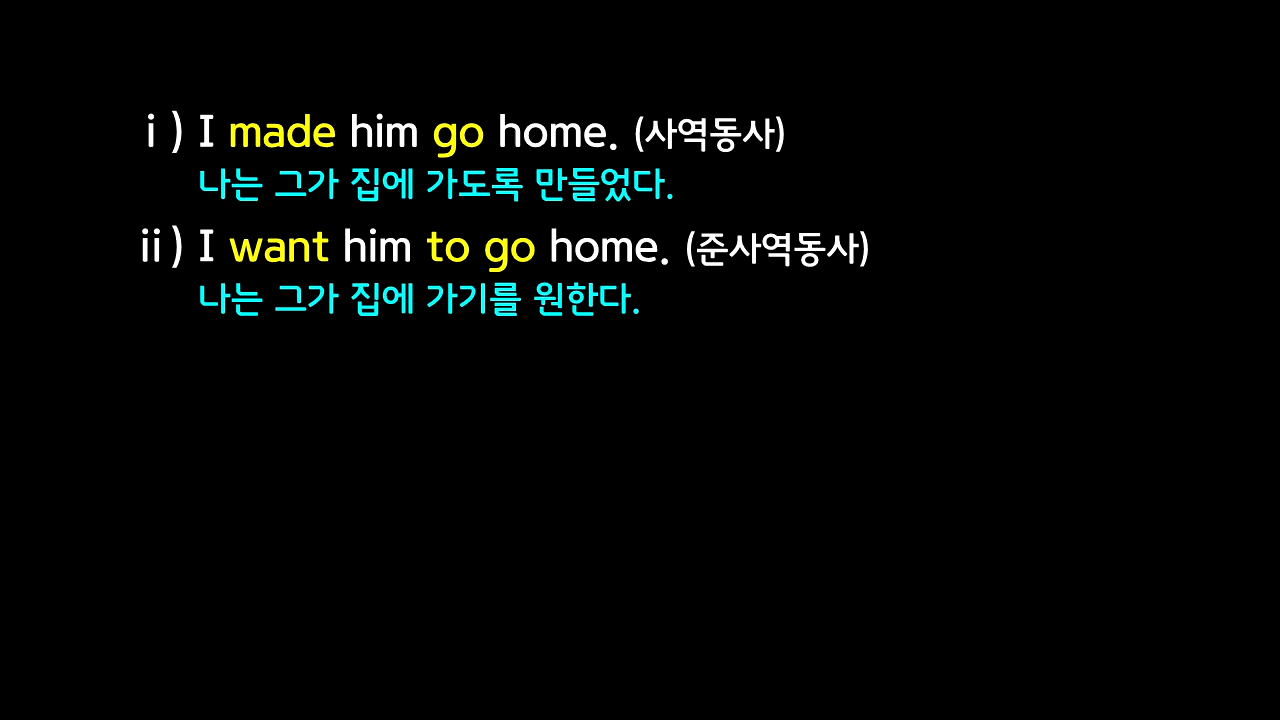 i ) I made him go home. (사역동사)
나는 그가 집에 가도록 만들었다.
ii ) I want him to go home. (준사역동사)
나는 그가 집에 가기를 원한다.